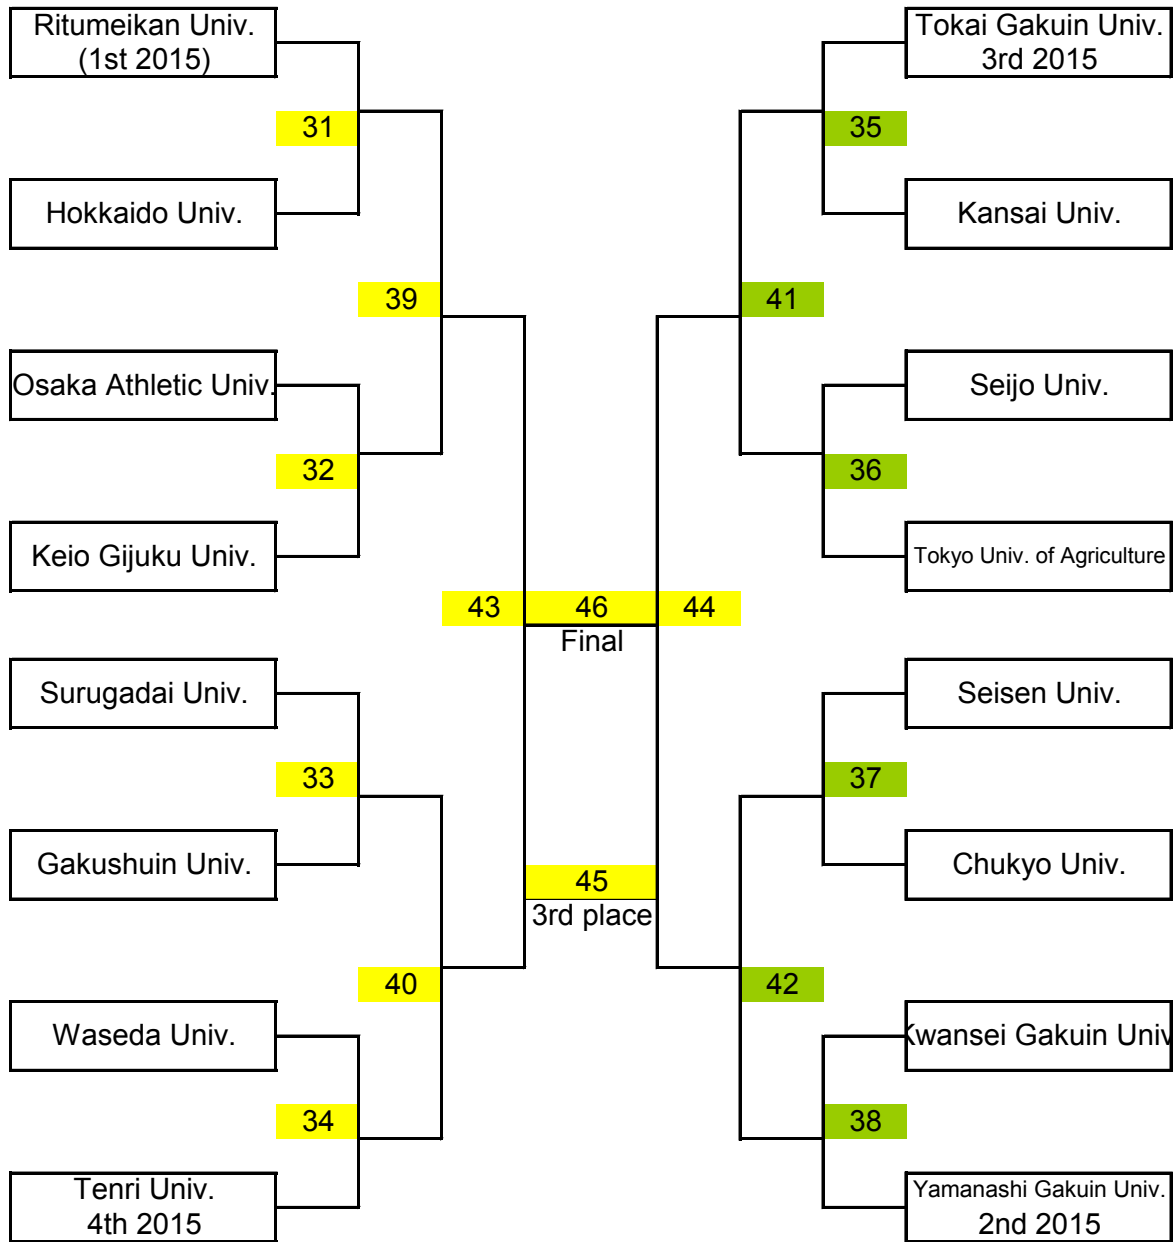 Ritumeikan Univ.
(1st 2015)
Tokai Gakuin Univ.
3rd 2015
31
35
Hokkaido Univ.
Kansai Univ.
39
41
Osaka Athletic Univ.
Seijo Univ.
32
36
Keio Gijuku Univ.
Tokyo Univ. of Agriculture
43
46
44
Final
Surugadai Univ.
Seisen Univ.
33
37
Gakushuin Univ.
Chukyo Univ.
45
3rd place
40
42
Waseda Univ.
Kwansei Gakuin Univ
34
38
Tenri Univ.
4th 2015
Yamanashi Gakuin Univ.
2nd 2015